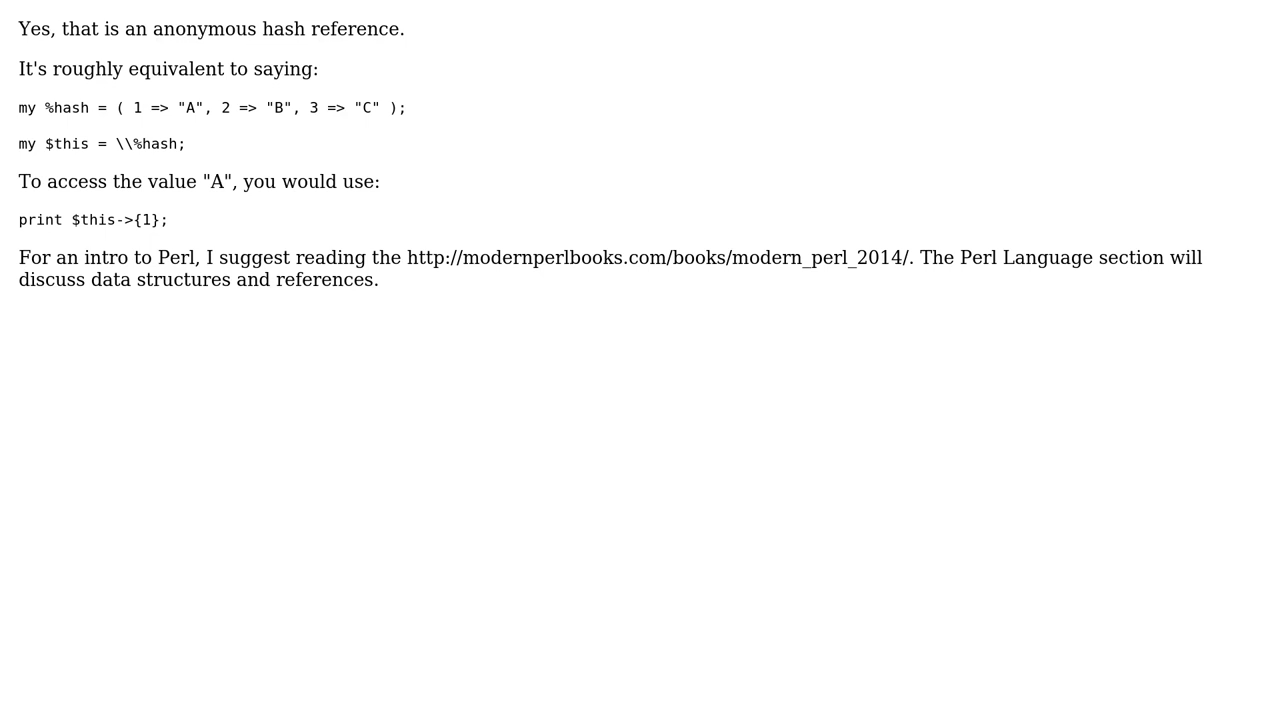 Yes, that is an anonymous hash reference.
It's roughly equivalent to saying:
my %hash = ( 1 => "A", 2 => "B", 3 => "C" );
my $this = \\%hash;
To access the value "A", you would use:
print $this->{1};
For an intro to Perl, I suggest reading the http://modernperlbooks.com/books/modern_perl_2014/. The Perl Language section will
discuss data structures and references.